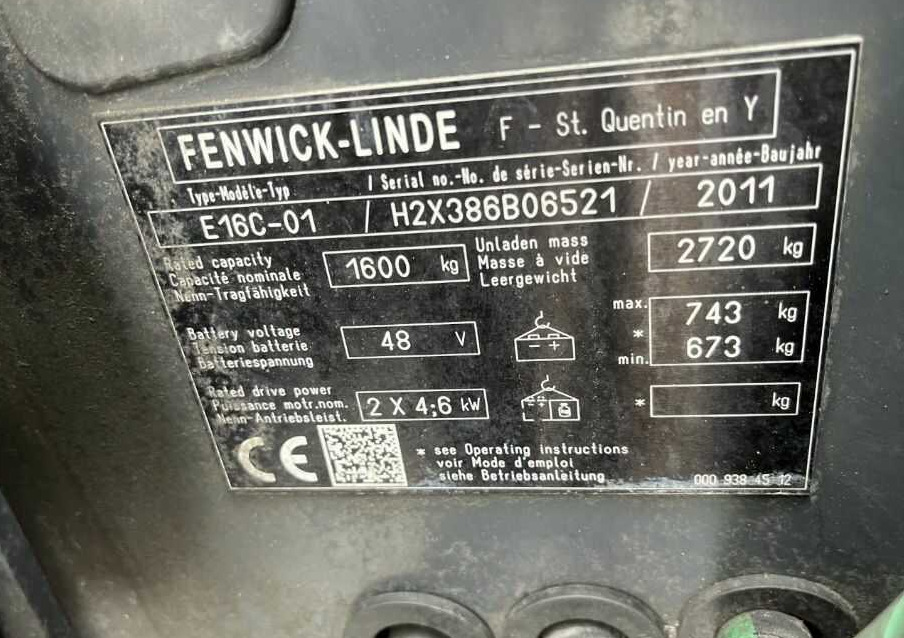 FENWICK-LINDE F - St. Quentin en Y
Type-Modèle-Typ / Serial no.-No. de série-Serien-Nr. / year-année-Baujahr
E16C-01 / H2X386B06521 / 2011
Rated capacity
Capacité nominale
Nenn-Tragfähigkeit
1600 kg
Unladen mass
Masse à vide
Leergewicht
2720 kg
Battery voltage
Tension batterie
Batteriespannung
48 V
- +
max. 743 kg
*
min. 673 kg
Rated drive power
Puissance motr.nom.
Nenn-Antriebsleist.
2 X 4;6 kW
* kg
CE
* see Operating instructions
voir Mode d'emploi
siehe Betriebsanleitung
000 938 45 12